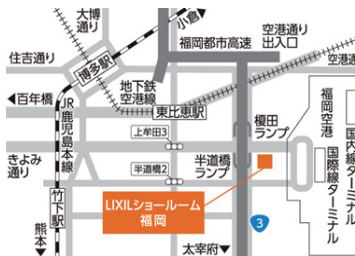 大博
通り
小倉▲
空港通り
出入口
住吉通り
福岡都市高速
博多駅
地下鉄
空港線
空港通
◀百年橋
東比恵駅
JR
鹿児島本線
榎田
ランプ
上牟田3
福岡空港
国際線ターミナル
国内線ターミナル
きよみ
通り
半道橋2
半道橋
ランプ
竹下駅
LIXILショールーム
福岡
3
熊本▼
太宰府▼